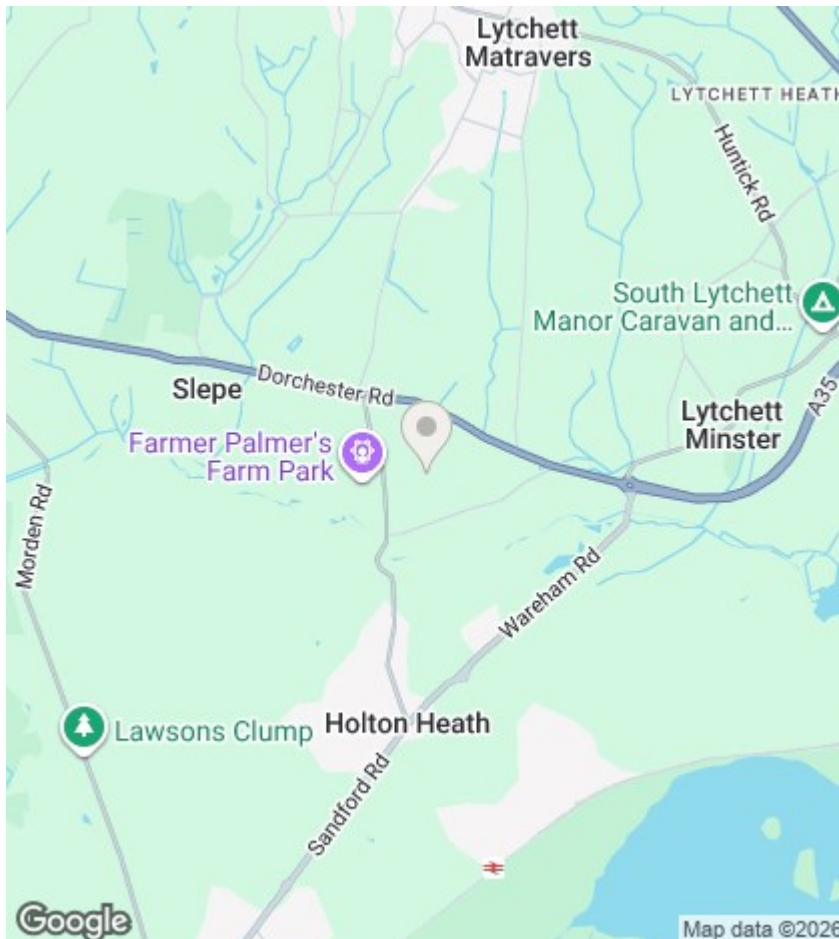 Lytchett
Matravers
LYTCHETT HEATH
Huntick Rd
South Lytchett
Manor Caravan and...
Slepe
Dorchester Rd
A35
Lytchett
Minster
Farmer Palmer's
Farm Park
Morden Rd
Wareham Rd
Lawsons Clump
Holton Heath
Sandford Rd
Google
Map data ©2026